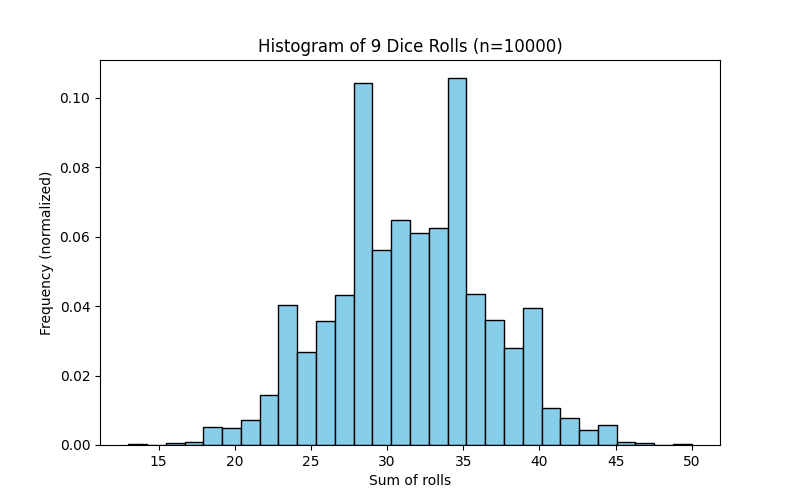 Histogram of 9 Dice Rolls (n=10000)
Frequency (normalized)
0.10
0.08
0.06
0.04
0.02
0.00
15 20 25 30 35 40 45 50
Sum of rolls